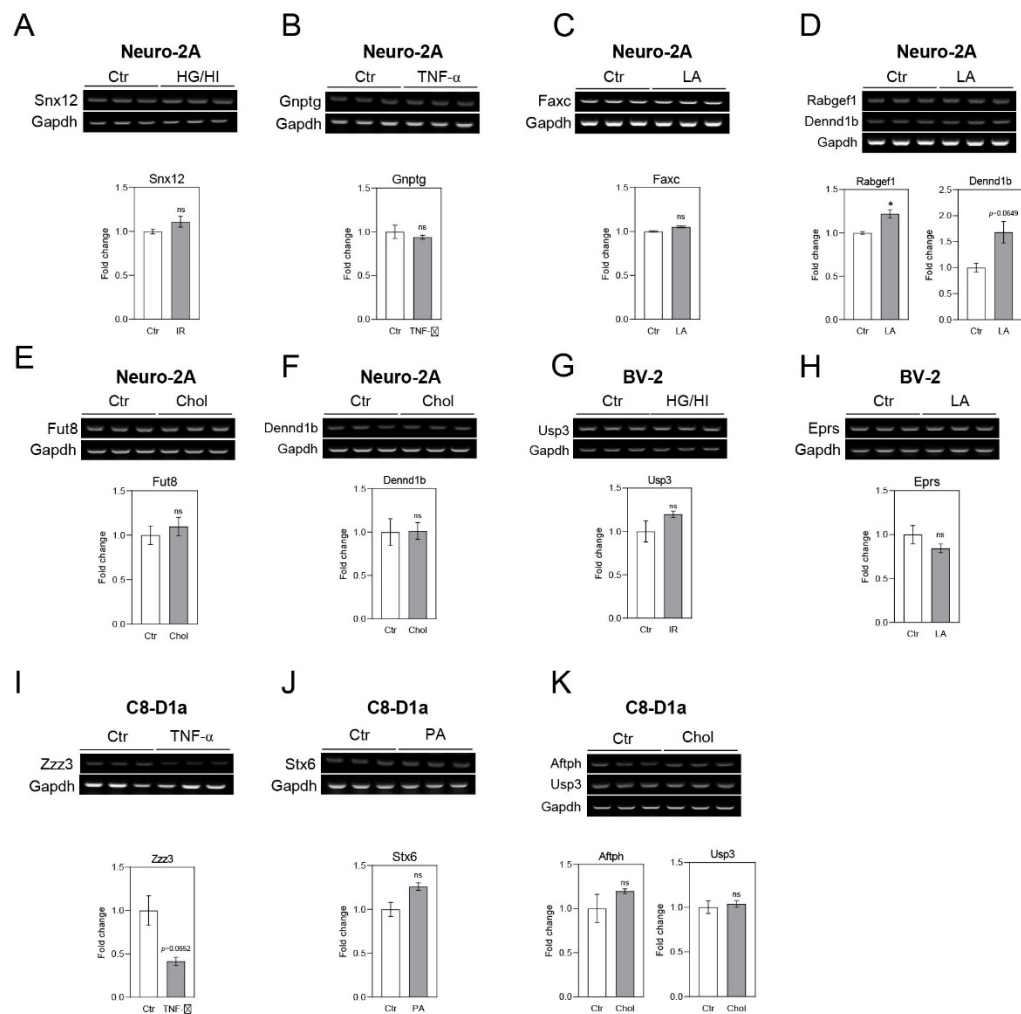 A
B
C
D
Neuro-2A
Neuro-2A
Neuro-2A
Neuro-2A
Ctr HG/HI
Ctr TNF-α
Ctr LA
Ctr LA
Snx12
Gapdh
Gnptg
Gapdh
Faxc
Gapdh
Rabgef1
Dennd1b
Gapdh
Snx12
Fold change
1.5
1.0
0.5
0.0
ns
Ctr IR
Gnptg
Fold change
1.5
1.0
0.5
0.0
ns
Ctr TNF-☒
Faxc
Fold change
1.5
1.0
0.5
0.0
ns
Ctr LA
Rabgef1
Fold change
1.5
1.0
0.5
0.0
*
Ctr LA
Dennd1b
Fold change
2.5
2.0
1.5
1.0
0.5
0.0
p=0.0649
Ctr LA
E
F
G
H
Neuro-2A
Neuro-2A
BV-2
BV-2
Ctr Chol
Ctr Chol
Ctr HG/HI
Ctr LA
Fut8
Gapdh
Dennd1b
Gapdh
Usp3
Gapdh
Eprs
Gapdh
Fut8
Fold change
1.5
1.0
0.5
0.0
ns
Ctr Chol
Dennd1b
Fold change
1.5
1.0
0.5
0.0
ns
Ctr Chol
Usp3
Fold change
1.5
1.0
0.5
0.0
ns
Ctr IR
Eprs
Fold change
1.5
1.0
0.5
0.0
ns
Ctr LA
I
J
K
C8-D1a
C8-D1a
C8-D1a
Ctr TNF-α
Ctr PA
Ctr Chol
Zzz3
Gapdh
Stx6
Gapdh
Aftph
Usp3
Gapdh
Zzz3
Fold change
1.5
1.0
0.5
0.0
p=0.0652
Ctr TNF-☒
Stx6
Fold change
1.5
1.0
0.5
0.0
ns
Ctr PA
Aftph
Fold change
1.5
1.0
0.5
0.0
ns
Ctr Chol
Usp3
Fold change
1.5
1.0
0.5
0.0
ns
Ctr Chol